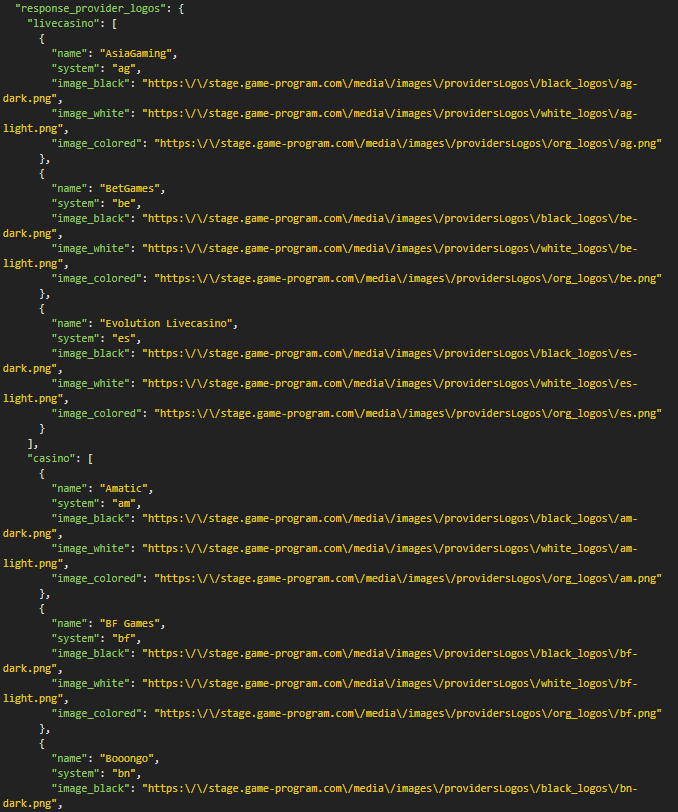 "response_provider_logos": {
"livecasino": [
{
"name": "AsiaGaming",
"system": "ag",
"image_black": "https:\/\/stage.game-program.com\/media\/images\/providersLogos\/black_logos\/ag-
dark.png",
"image_white": "https:\/\/stage.game-program.com\/media\/images\/providersLogos\/white_logos\/ag-
light.png",
"image_colored": "https:\/\/stage.game-program.com\/media\/images\/providersLogos\/org_logos\/ag.png"
},
{
"name": "BetGames",
"system": "be",
"image_black": "https:\/\/stage.game-program.com\/media\/images\/providersLogos\/black_logos\/be-
dark.png",
"image_white": "https:\/\/stage.game-program.com\/media\/images\/providersLogos\/white_logos\/be-
light.png",
"image_colored": "https:\/\/stage.game-program.com\/media\/images\/providersLogos\/org_logos\/be.png"
},
{
"name": "Evolution Livecasino",
"system": "es",
"image_black": "https:\/\/stage.game-program.com\/media\/images\/providersLogos\/black_logos\/es-
dark.png",
"image_white": "https:\/\/stage.game-program.com\/media\/images\/providersLogos\/white_logos\/es-
light.png",
"image_colored": "https:\/\/stage.game-program.com\/media\/images\/providersLogos\/org_logos\/es.png"
}
],
"casino": [
{
"name": "Amatic",
"system": "am",
"image_black": "https:\/\/stage.game-program.com\/media\/images\/providersLogos\/black_logos\/am-
dark.png",
"image_white": "https:\/\/stage.game-program.com\/media\/images\/providersLogos\/white_logos\/am-
light.png",
"image_colored": "https:\/\/stage.game-program.com\/media\/images\/providersLogos\/org_logos\/am.png"
},
{
"name": "BF Games",
"system": "bf",
"image_black": "https:\/\/stage.game-program.com\/media\/images\/providersLogos\/black_logos\/bf-
dark.png",
"image_white": "https:\/\/stage.game-program.com\/media\/images\/providersLogos\/white_logos\/bf-
light.png",
"image_colored": "https:\/\/stage.game-program.com\/media\/images\/providersLogos\/org_logos\/bf.png"
},
{
"name": "Booongo",
"system": "bn",
"image_black": "https:\/\/stage.game-program.com\/media\/images\/providersLogos\/black_logos\/bn-
dark.png",